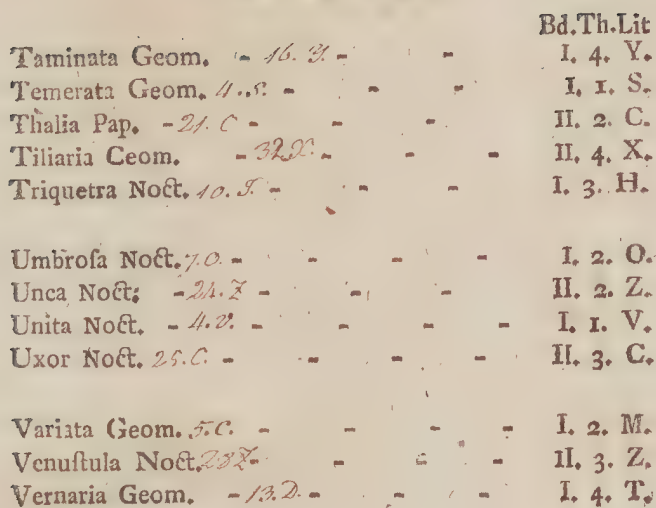 Bd.Th.Lit
Taminata Geom. - 16. Y. - - - I. 4. Y.
Temerata Geom. 4. S. - - - - I. 1. S.
Thalia Pap. - 21. C - - - - II. 2. C.
Tiliaria Ceom. - 32 X. - - - II. 4. X.
Triquetra Noct. 10. - - - - I. 3. H.
Umbroſa Noct. 7. O. - - - - - I. 2. O.
Unca Noct: - 24. Z - - - - II. 2. Z.
Unita Noct. - 4. V. - - - - I. 1. V.
Uxor Noct. 25. C. - - - - - II. 3. C.
Variata Geom. 5. C. - - - - I. 2. M.
Venuſtula Noct. 28 Z - - - - II. 3. Z.
Vernaria Geom. - 13. D. - - - - I. 4. T.